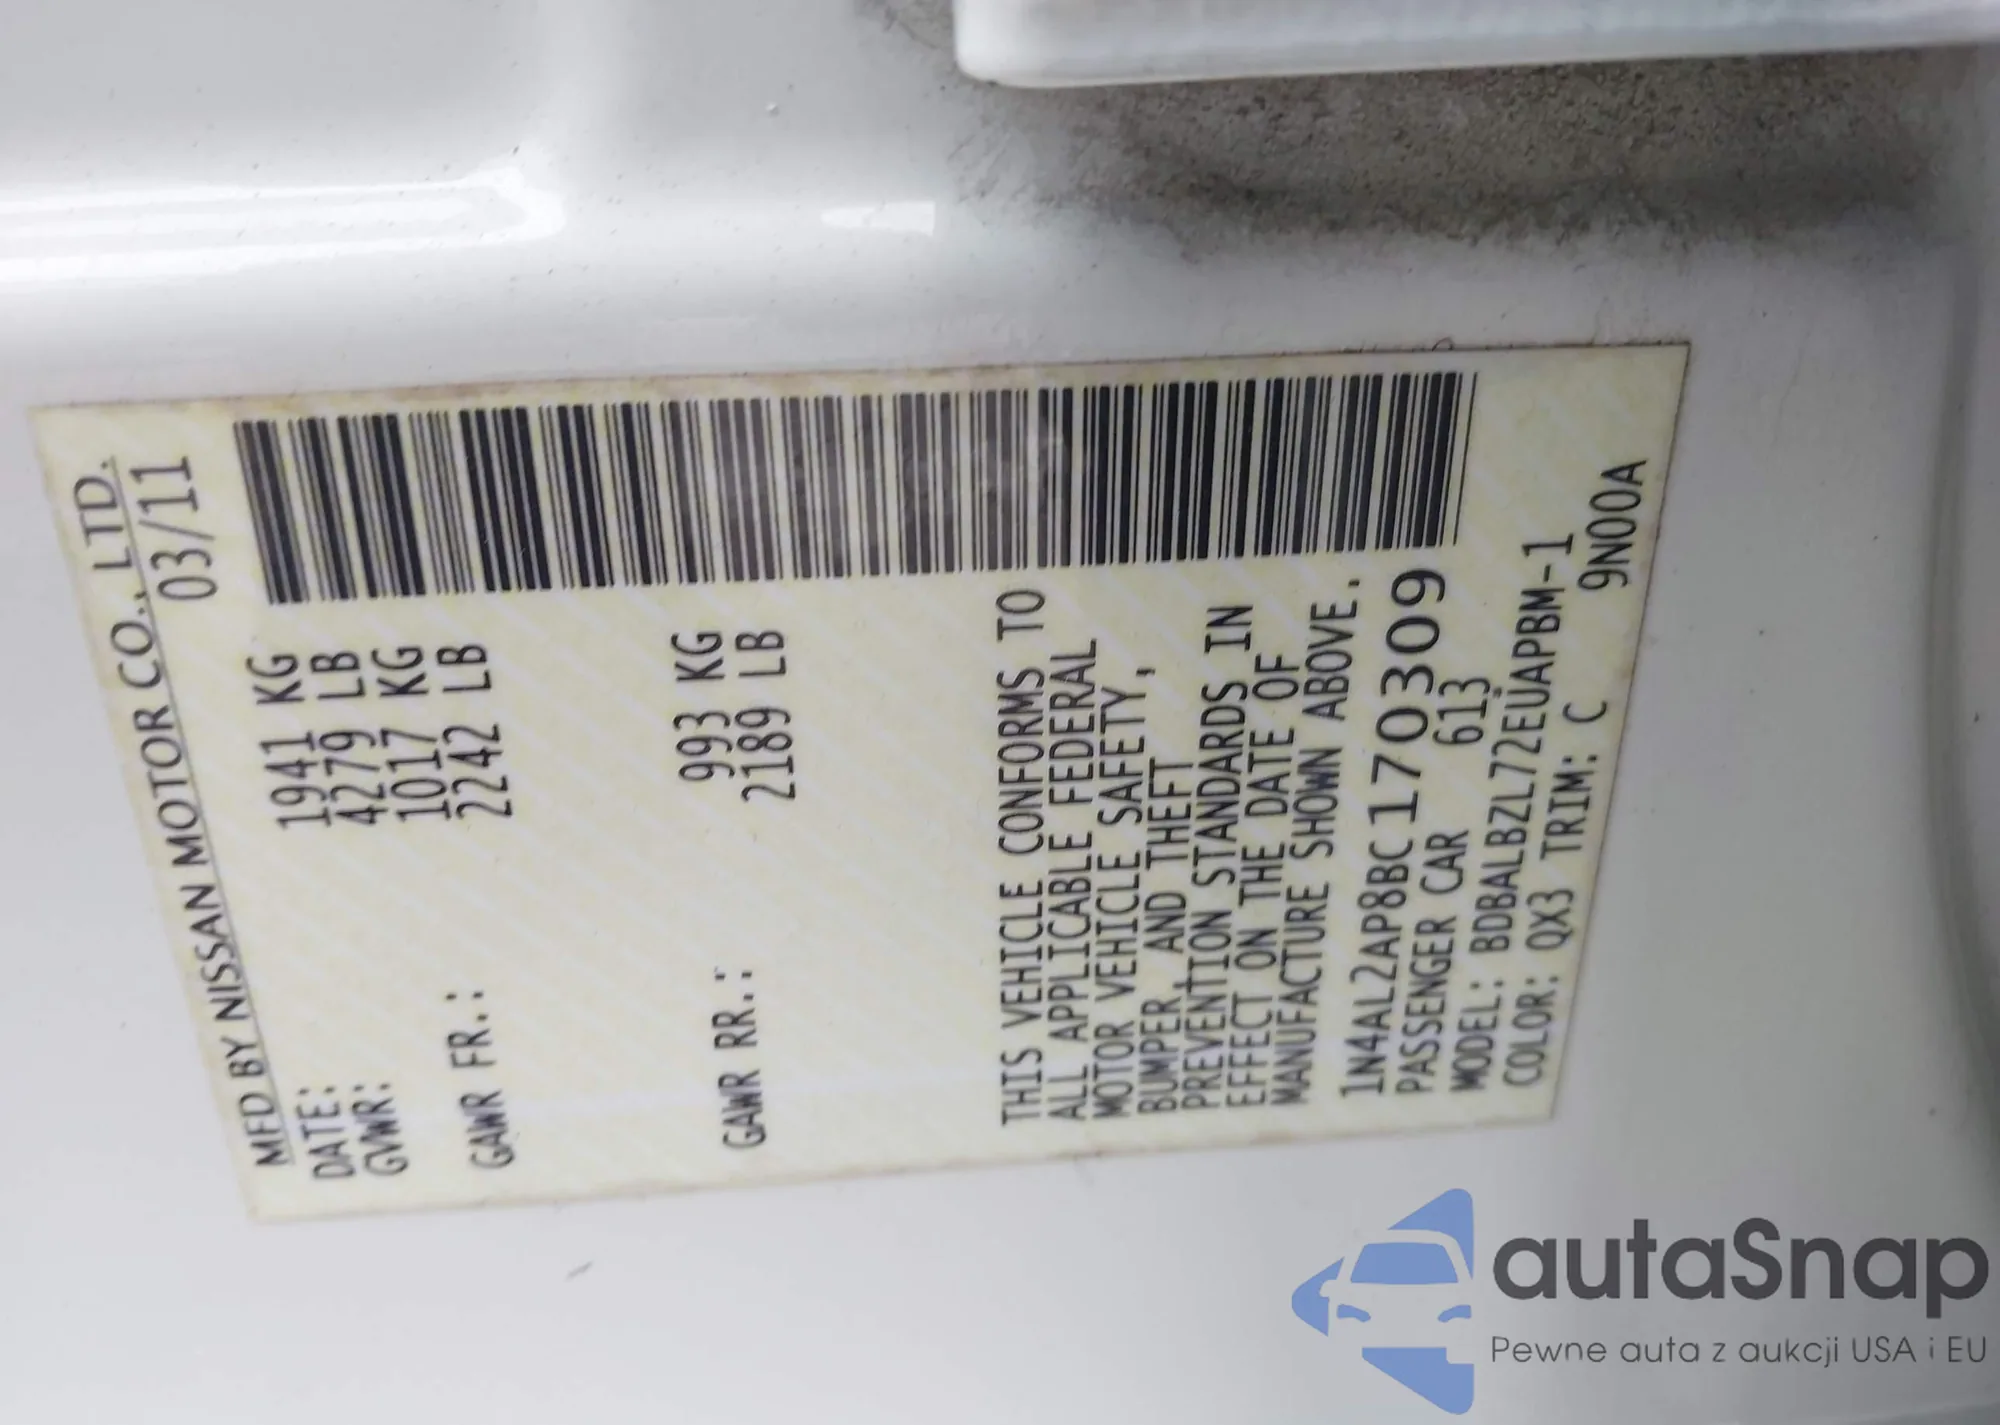 MFD BY NISSAN MOTOR CO., LTD.
DATE: 03/11
GVWR: 1941 KG
4279 LB
GAWR FR.: 1017 KG
2242 LB
GAWR RR.: 993 KG
2189 LB
THIS VEHICLE CONFORMS TO
ALL APPLICABLE FEDERAL
MOTOR VEHICLE SAFETY,
BUMPER, AND THEFT
PREVENTION STANDARDS IN
EFFECT ON THE DATE OF
MANUFACTURE SHOWN ABOVE.
1N4AL2AP8BC170309
PASSENGER CAR 613
MODEL: BDBALBZL72EUAPBM-1
COLOR: QX3 TRIM: C 9N00A
autaSnap
Pewne auta z aukcji USA i EU